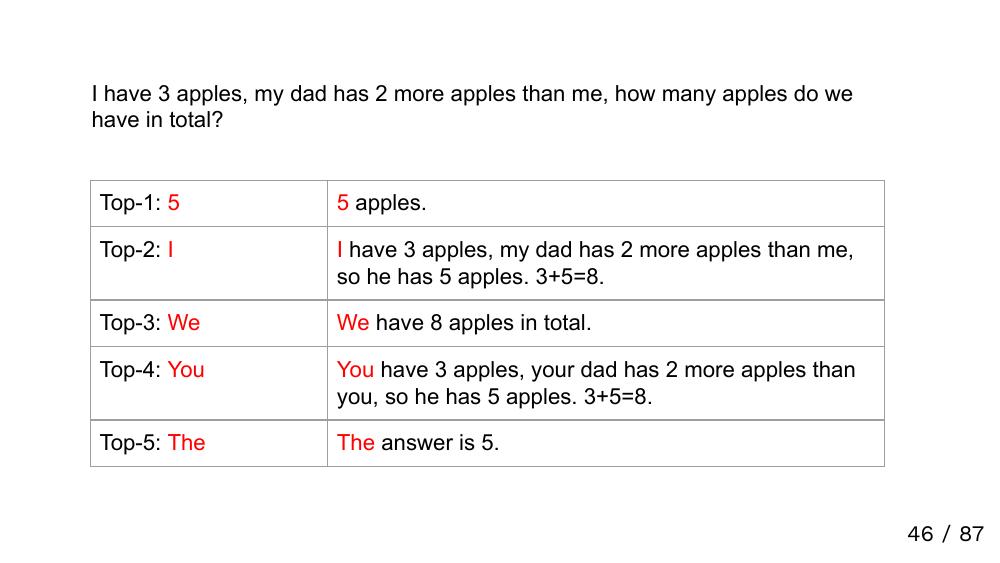 I have 3 apples, my dad has 2 more apples than me, how many apples do we
have in total?
Top-1: 5
5 apples.
Top-2: I
I have 3 apples, my dad has 2 more apples than me,
so he has 5 apples. 3+5=8.
Top-3: We
We have 8 apples in total.
Top-4: You
You have 3 apples, your dad has 2 more apples than
you, so he has 5 apples. 3+5=8.
Top-5: The
The answer is 5.
46 / 87